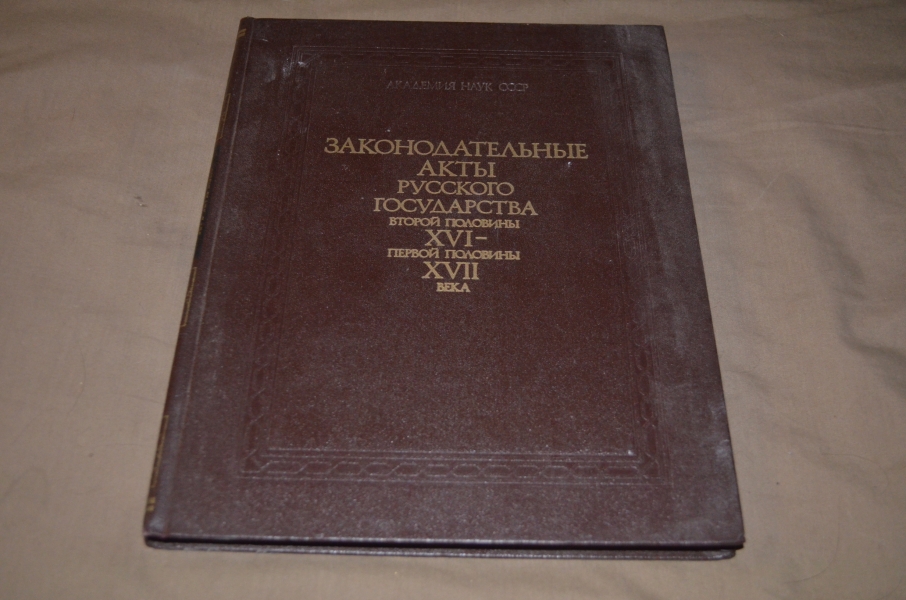 АКАДЕМИЯ НАУК СССР
ЗАКОНОДАТЕЛЬНЫЕ
АКТЫ
РУССКОГО
ГОСУДАРСТВА
ВТОРОЙ ПОЛОВИНЫ
XVI–
ПЕРВОЙ ПОЛОВИНЫ
XVII
ВЕКА